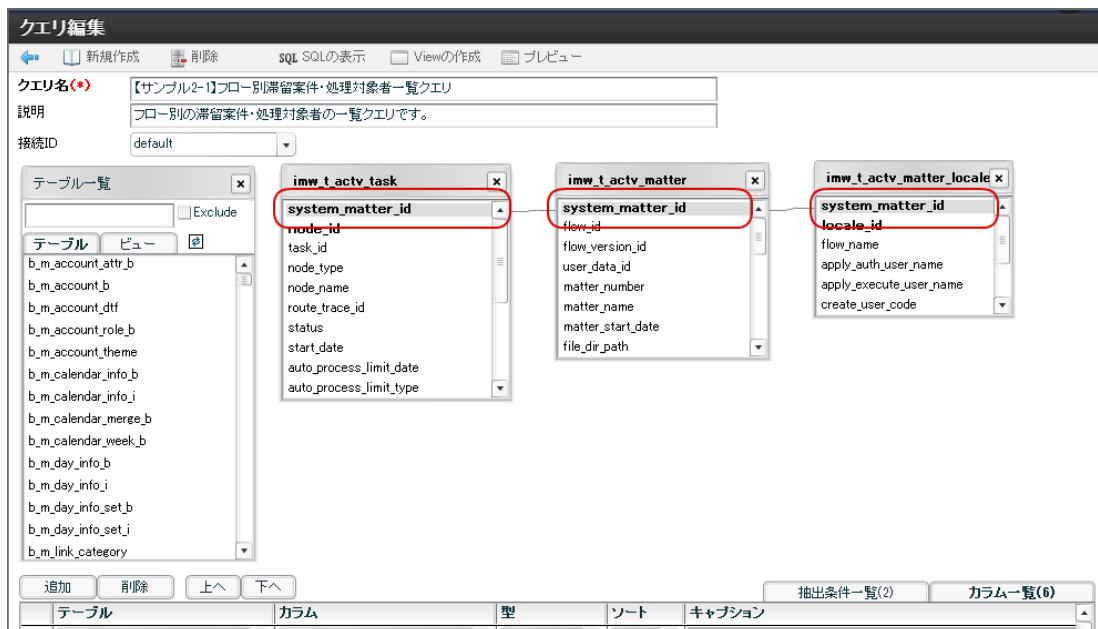 クエリ編集
新規作成 削除 SQL SQLの表示 Viewの作成 プレビュー
クエリ名(*) 【サンプル2-1】フロー別滞留案件・処理対象者一覧クエリ
説明 フロー別の滞留案件・処理対象者の一覧クエリです。
接続ID default
テーブル一覧
Exclude
テーブル ビュー
b_m_account_attr_b
b_m_account_b
b_m_account_dtf
b_m_account_role_b
b_m_account_theme
b_m_calendar_info_b
b_m_calendar_info_i
b_m_calendar_merge_b
b_m_calendar_week_b
b_m_day_info_b
b_m_day_info_i
b_m_day_info_set_b
b_m_day_info_set_i
b_m_link_category
imw_t_actv_task
system_matter_id
node_id
task_id
node_type
node_name
route_trace_id
status
start_date
auto_process_limit_date
auto_process_limit_type
imw_t_actv_matter
system_matter_id
flow_id
flow_version_id
user_data_id
matter_number
matter_name
matter_start_date
file_dir_path
imw_t_actv_matter_locale
system_matter_id
locale_id
flow_name
apply_auth_user_name
apply_execute_user_name
create_user_code
追加 削除 上へ 下へ 抽出条件一覧(2) カラム一覧(6)
テーブル カラム 型 ソート キャプション